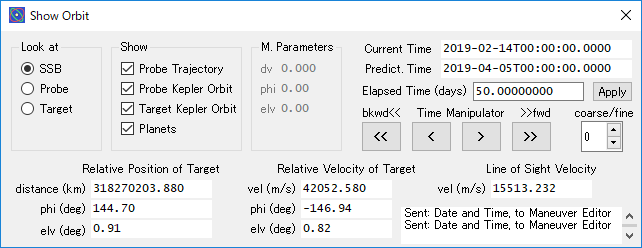 Show Orbit
Look at
SSB
Probe
Target
Show
Probe Trajectory
Probe Kepler Orbit
Target Kepler Orbit
Planets
M. Parameters
dv 0.000
phi 0.00
elv 0.00
Current Time 2019-02-14T00:00:00.0000
Predict. Time 2019-04-05T00:00:00.0000
Elapsed Time (days) 50.00000000 Apply
bkwd<< Time Manipulator >>fwd coarse/fine
<< < > >> 0
Relative Position of Target
distance (km) 318270203.880
phi (deg) 144.70
elv (deg) 0.91
Relative Velocity of Target
vel (m/s) 42052.580
phi (deg) -146.94
elv (deg) 0.82
Line of Sight Velocity
vel (m/s) 15513.232
Sent: Date and Time, to Maneuver Editor
Sent: Date and Time, to Maneuver Editor